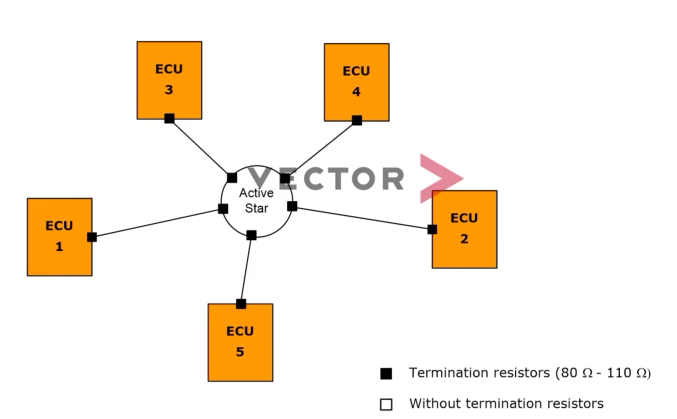 ECU
3
ECU
4
VECTOR
Active
Star
ECU
1
ECU
2
ECU
5
Termination resistors (80 Ω - 110 Ω)
Without termination resistors